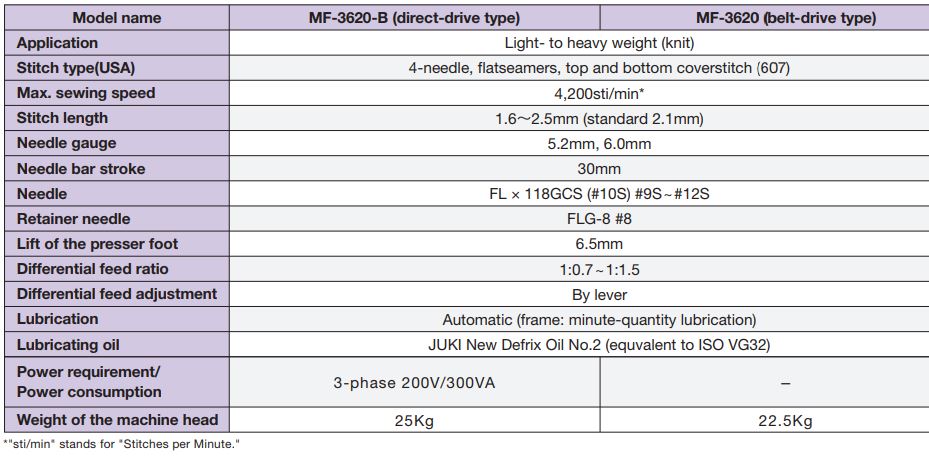 Model name MF-3620-B (direct-drive type) MF-3620 (belt-drive type)
Application Light- to heavy weight (knit)
Stitch type(USA) 4-needle, flatseamers, top and bottom coverstitch (607)
Max. sewing speed 4,200sti/min*
Stitch length 1.6～2.5mm (standard 2.1mm)
Needle gauge 5.2mm, 6.0mm
Needle bar stroke 30mm
Needle FL × 118GCS (#10S) #9S~#12S
Retainer needle FLG-8 #8
Lift of the presser foot 6.5mm
Differential feed ratio 1:0.7~1:1.5
Differential feed adjustment By lever
Lubrication Automatic (frame: minute-quantity lubrication)
Lubricating oil JUKI New Defrix Oil No.2 (equvalent to ISO VG32)
Power requirement/
Power consumption 3-phase 200V/300VA –
Weight of the machine head 25Kg 22.5Kg
*"sti/min" stands for "Stitches per Minute."